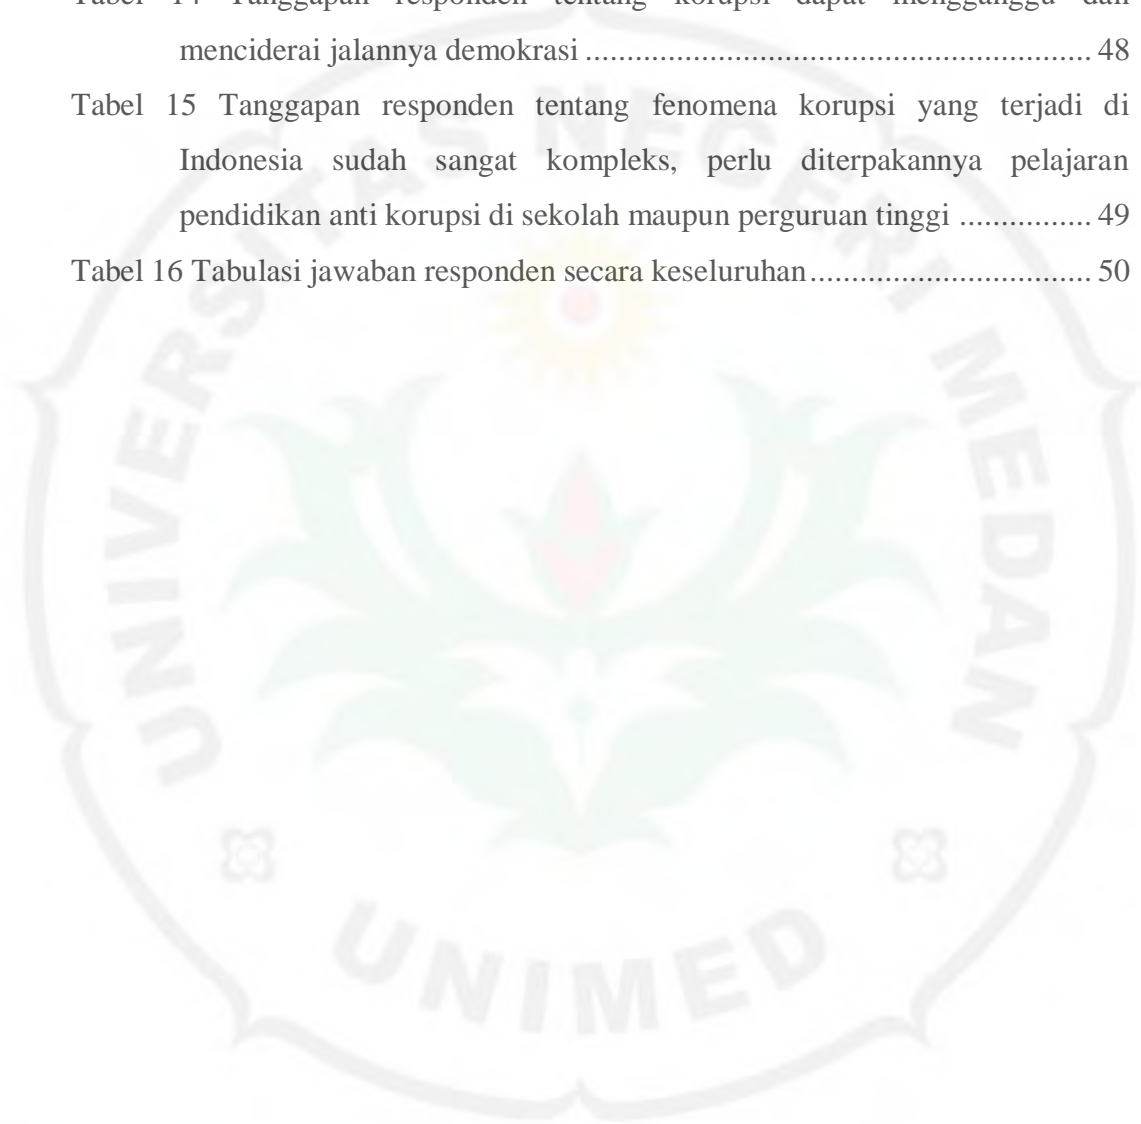 Tabel 14 Tanggapan responden tentang korupsi dapat mengganggu dan
menciderai jalannya demokrasi ............................................................. 48
Tabel 15 Tanggapan responden tentang fenomena korupsi yang terjadi di
Indonesia sudah sangat kompleks, perlu diterpakannya pelajaran
pendidikan anti korupsi di sekolah maupun perguruan tinggi ................ 49
Tabel 16 Tabulasi jawaban responden secara keseluruhan .................................. 50
UNIVERSITAS NEGERI MEDAN
UNIMED